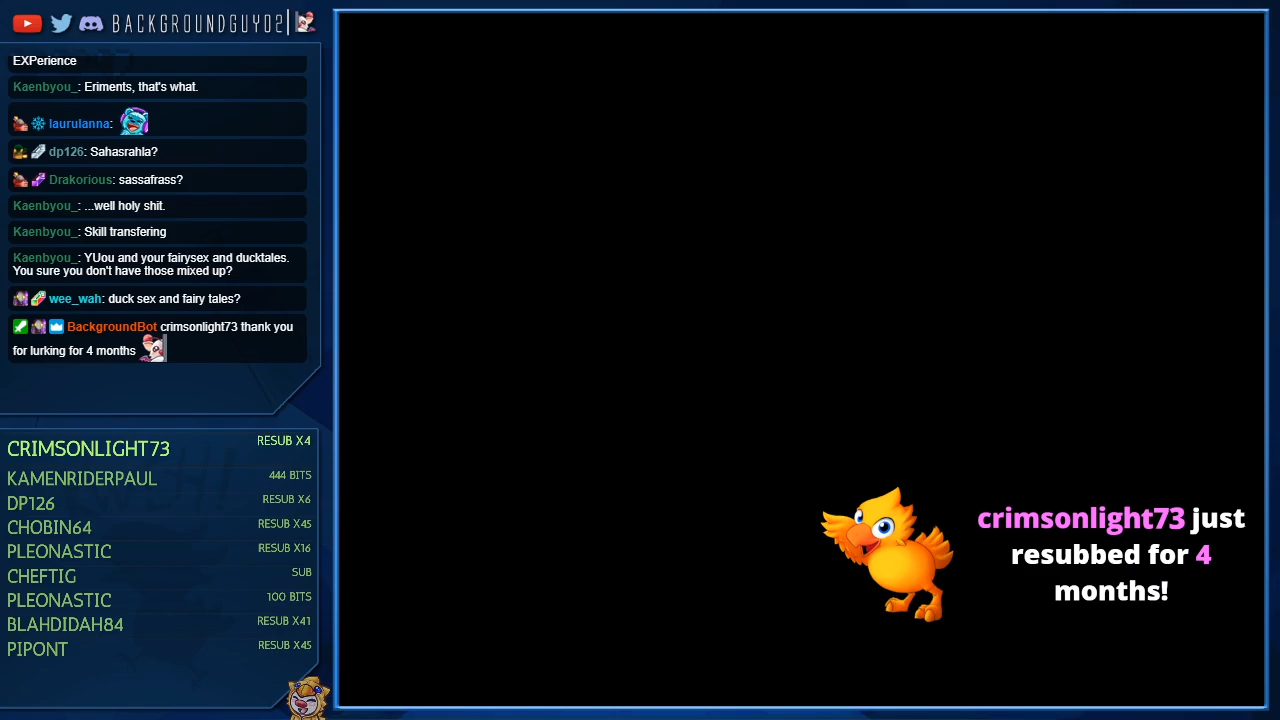 BACKGROUNDGUY02
EXPerience
Kaenbyou_: Eriments, that's what.
laurulanna:
dp126: Sahasrahla?
Drakorious: sassafrass?
Kaenbyou_: ...well holy shit.
Kaenbyou_: Skill transfering
Kaenbyou_: YUou and your fairysex and ducktales.
You sure you don't have those mixed up?
wee_wah: duck sex and fairy tales?
BackgroundBot crimsonlight73 thank you
for lurking for 4 months
CRIMSONLIGHT73 RESUB X4
KAMENRIDERPAUL 444 BITS
DP126 RESUB X6
CHOBIN64 RESUB X45
PLEONASTIC RESUB X16
CHEFTIG SUB
PLEONASTIC 100 BITS
BLAHDIDAH84 RESUB X41
PIPONT RESUB X45
crimsonlight73 just
resubbed for 4
months!